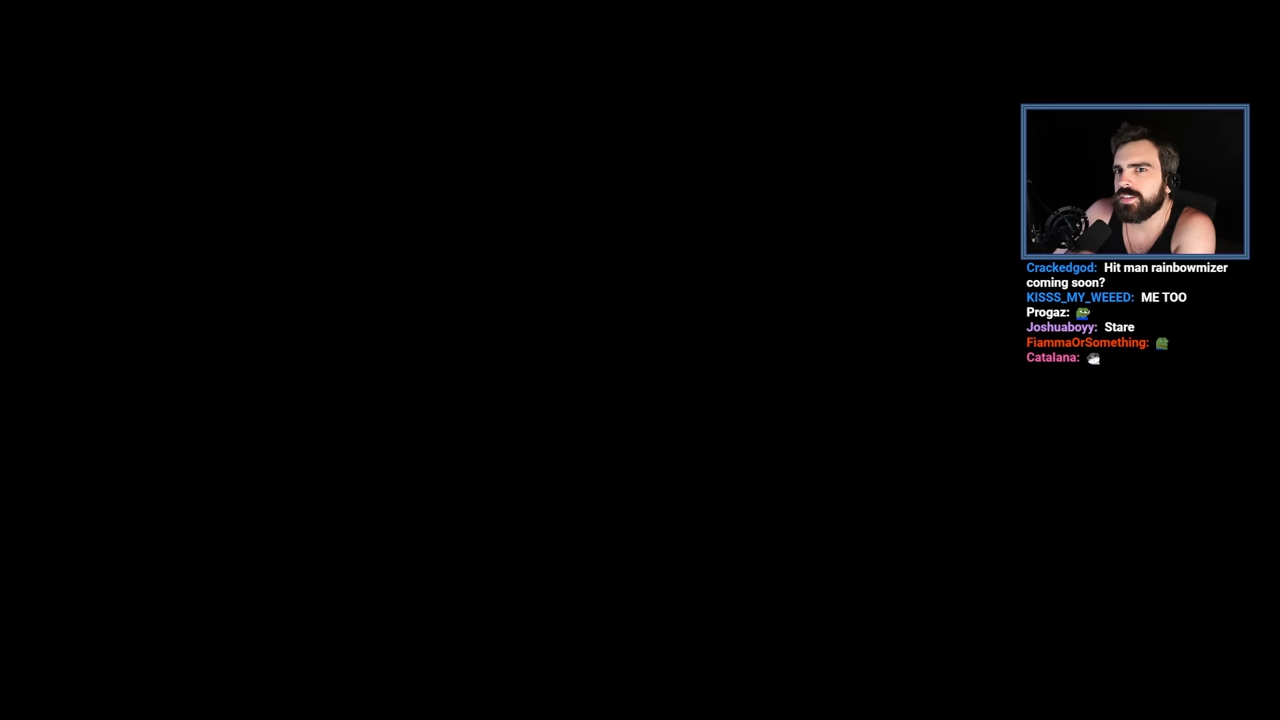 Crackedgod: Hit man rainbowmizer
coming soon?
KISSS_MY_WEEED: ME TOO
Progaz:
Joshuaboyy: Stare
FiammaOrSomething:
Catalana: